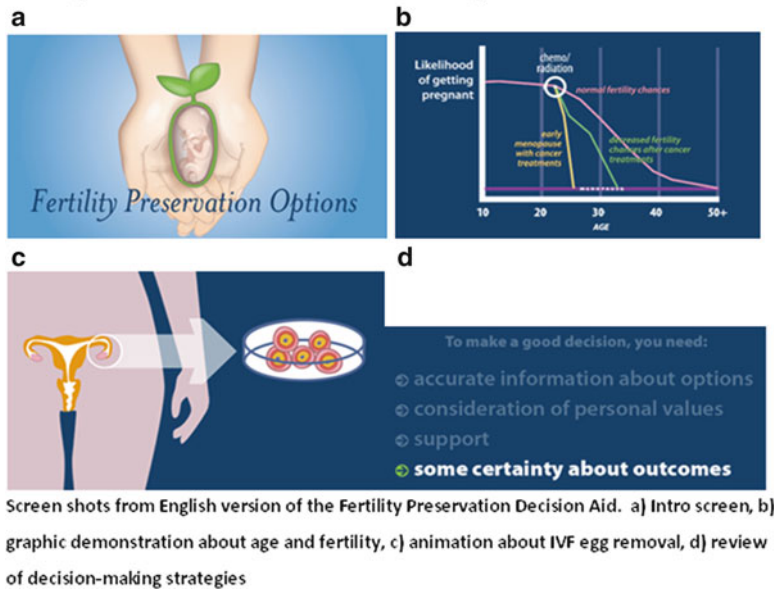 a
Fertility Preservation Options
b
Likelihood
of getting
pregnant
chemo/
radiation
normal fertility chances
early
menopause
with cancer
treatments
decreased fertility
chances after cancer
treatments
MENOPAUSE
10 20 30 40 50+
AGE
c
d
To make a good decision, you need:
accurate information about options
consideration of personal values
support
some certainty about outcomes
Screen shots from English version of the Fertility Preservation Decision Aid. a) Intro screen, b)
graphic demonstration about age and fertility, c) animation about IVF egg removal, d) review
of decision-making strategies